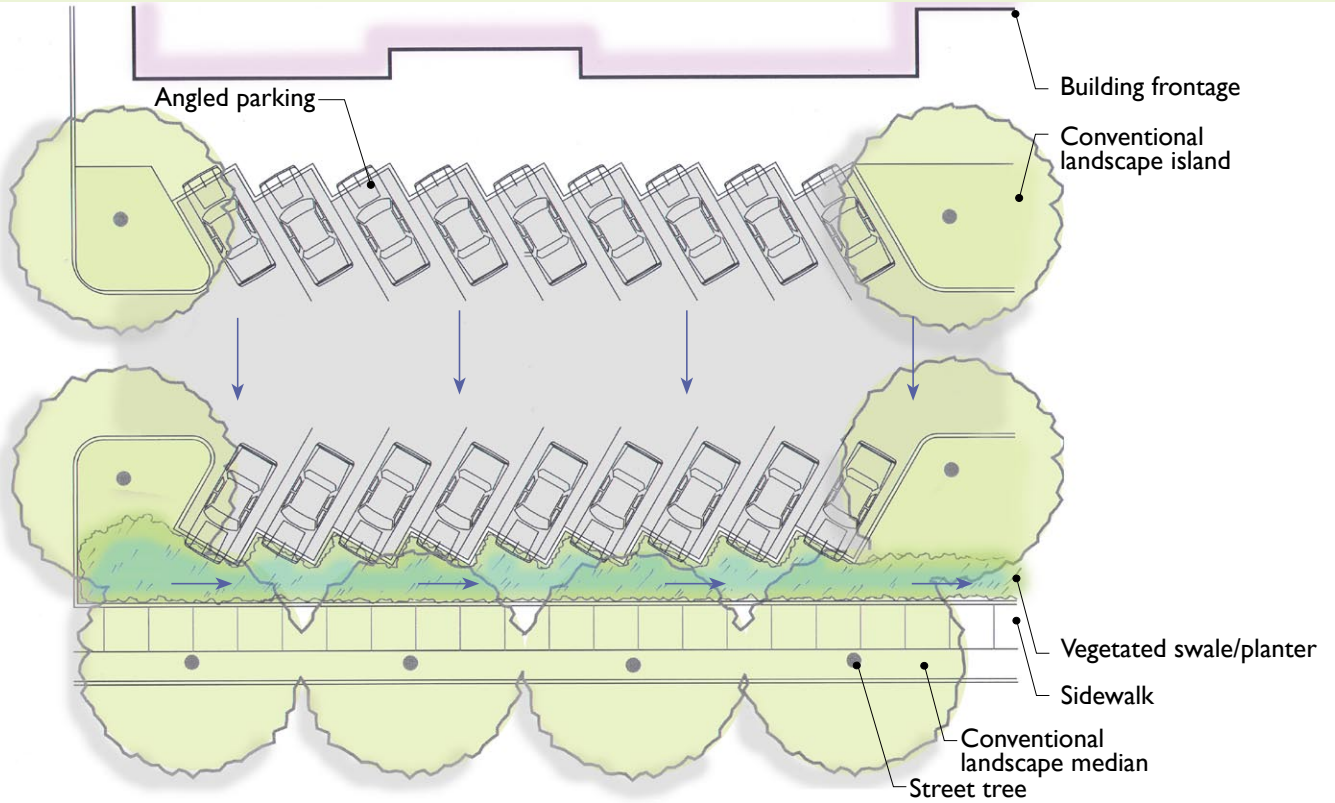 Angled parking
Building frontage
Conventional
landscape island
Vegetated swale/planter
Sidewalk
Conventional
landscape median
Street tree